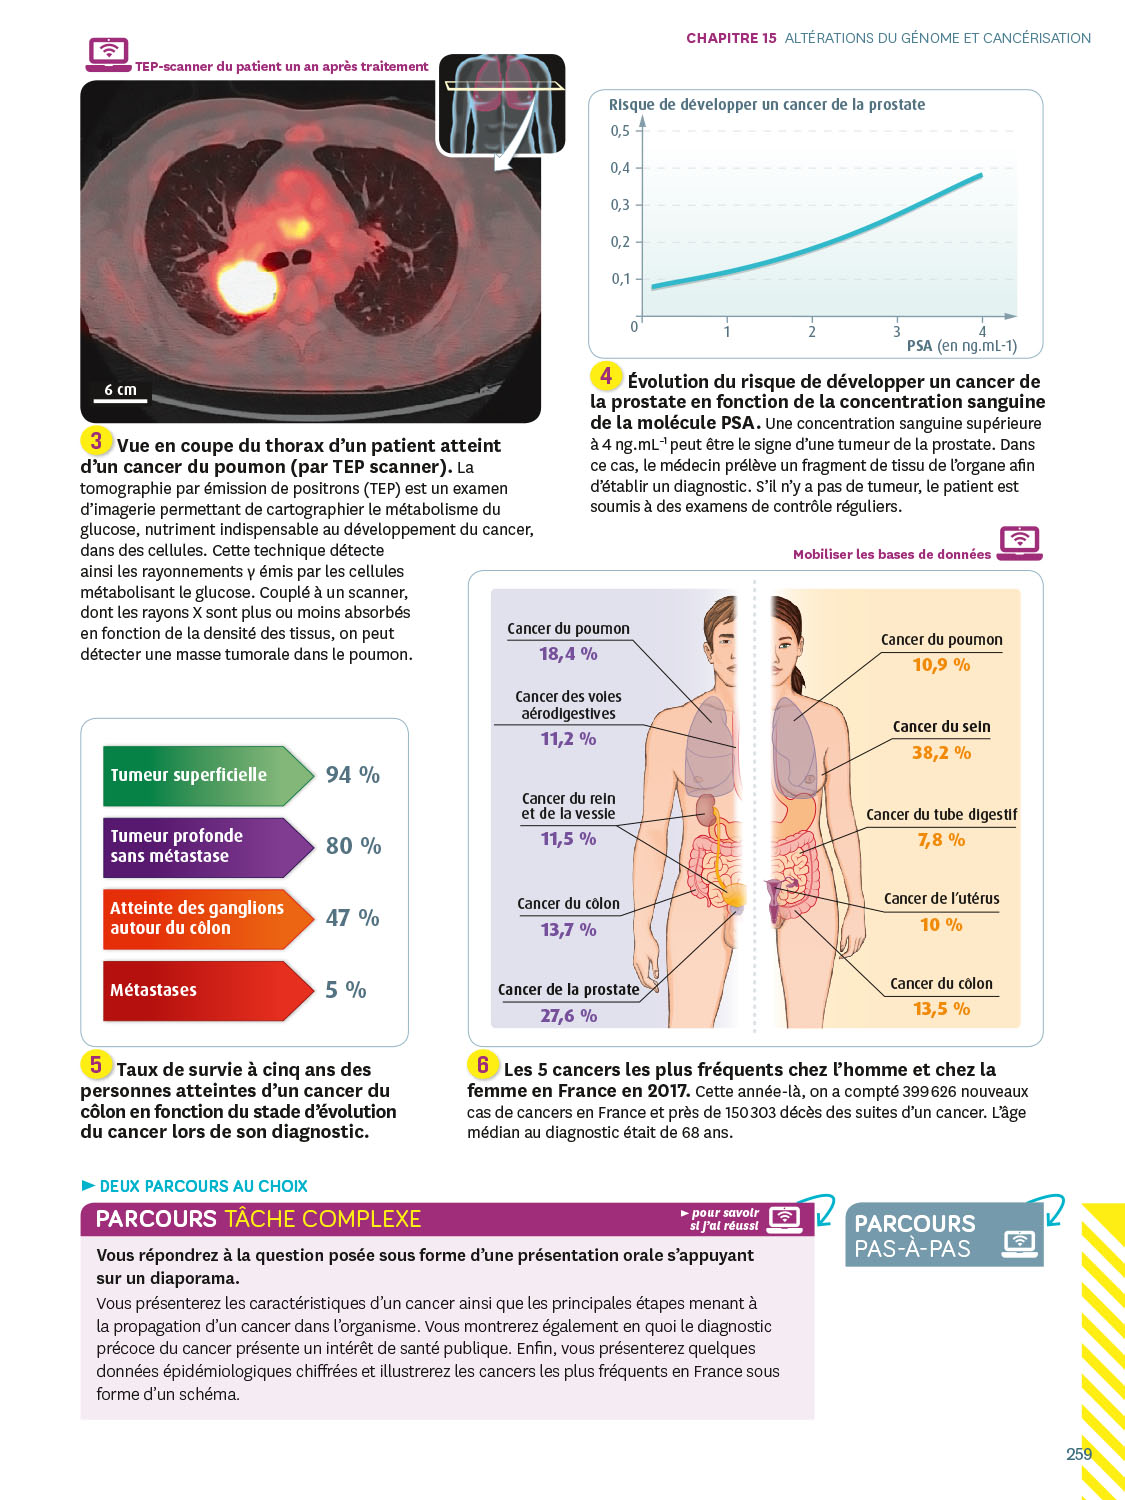 CHAPITRE 15 ALTÉRATIONS DU GÉNOME ET CANCÉRISATION
TEP-scanner du patient un an après traitement
6 cm
3 Vue en coupe du thorax d’un patient atteint
d’un cancer du poumon (par TEP scanner). La
tomographie par émission de positrons (TEP) est un examen
d’imagerie permettant de cartographier le métabolisme du
glucose, nutriment indispensable au développement du cancer,
dans des cellules. Cette technique détecte
ainsi les rayonnements γ émis par les cellules
métabolisant le glucose. Couplé à un scanner,
dont les rayons X sont plus ou moins absorbés
en fonction de la densité des tissus, on peut
détecter une masse tumorale dans le poumon.
Risque de développer un cancer de la prostate
0,5
0,4
0,3
0,2
0,1
0
1
2
3
4
PSA (en ng.mL-1)
4 Évolution du risque de développer un cancer de
la prostate en fonction de la concentration sanguine
de la molécule PSA. Une concentration sanguine supérieure
à 4 ng.mL⁻¹ peut être le signe d’une tumeur de la prostate. Dans
ce cas, le médecin prélève un fragment de tissu de l’organe afin
d’établir un diagnostic. S’il n’y a pas de tumeur, le patient est
soumis à des examens de contrôle réguliers.
Mobiliser les bases de données
Tumeur superficielle
94 %
Tumeur profonde
sans métastase
80 %
Atteinte des ganglions
autour du côlon
47 %
Métastases
5 %
5 Taux de survie à cinq ans des
personnes atteintes d’un cancer du
côlon en fonction du stade d’évolution
du cancer lors de son diagnostic.
Cancer du poumon
18,4 %
Cancer des voies
aérodigestives
11,2 %
Cancer du rein
et de la vessie
11,5 %
Cancer du côlon
13,7 %
Cancer de la prostate
27,6 %
Cancer du poumon
10,9 %
Cancer du sein
38,2 %
Cancer du tube digestif
7,8 %
Cancer de l’utérus
10 %
Cancer du côlon
13,5 %
6 Les 5 cancers les plus fréquents chez l’homme et chez la
femme en France en 2017. Cette année-là, on a compté 399 626 nouveaux
cas de cancers en France et près de 150 303 décès des suites d’un cancer. L’âge
médian au diagnostic était de 68 ans.
► DEUX PARCOURS AU CHOIX
PARCOURS TÂCHE COMPLEXE
► pour savoir
si j’ai réussi
Vous répondrez à la question posée sous forme d’une présentation orale s’appuyant
sur un diaporama.
Vous présenterez les caractéristiques d’un cancer ainsi que les principales étapes menant à
la propagation d’un cancer dans l’organisme. Vous montrerez également en quoi le diagnostic
précoce du cancer présente un intérêt de santé publique. Enfin, vous présenterez quelques
données épidémiologiques chiffrées et illustrerez les cancers les plus fréquents en France sous
forme d’un schéma.
PARCOURS
PAS-À-PAS
259